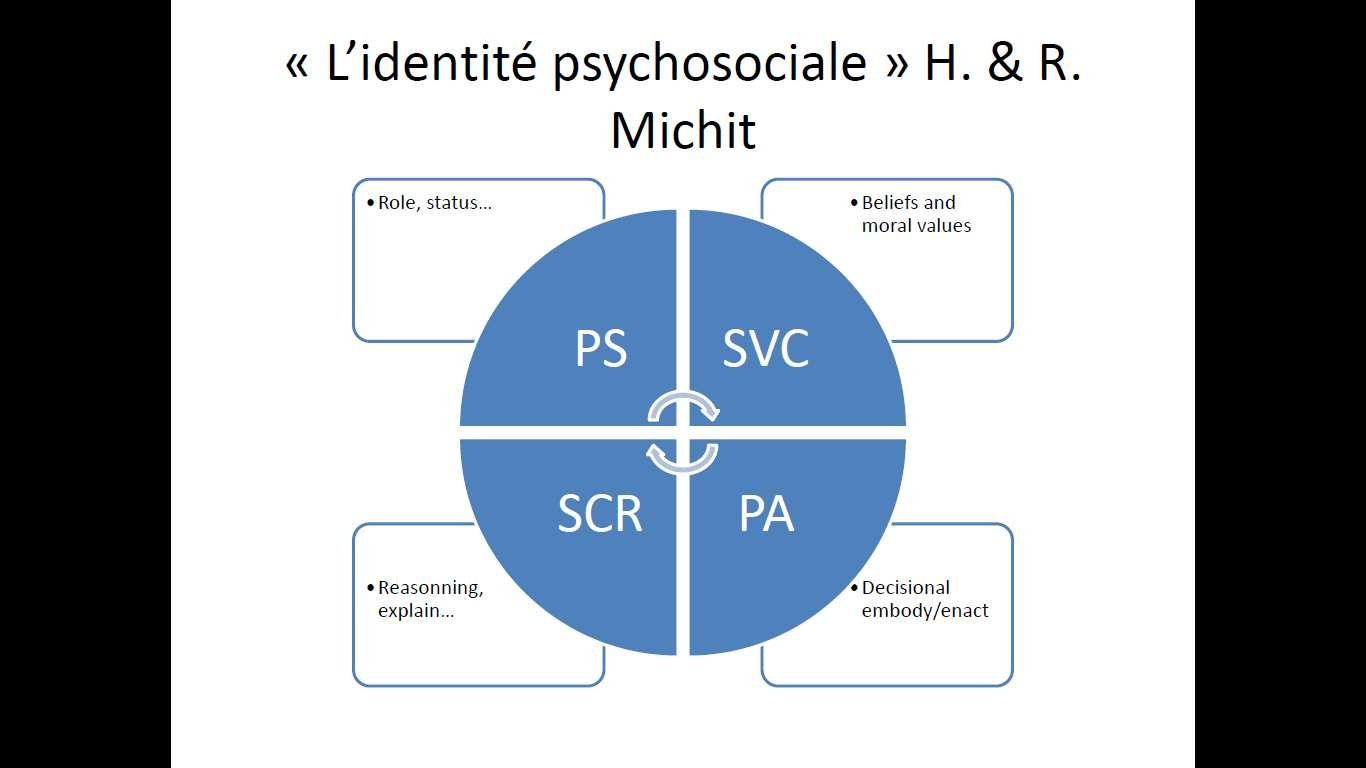 « L’identité psychosociale » H. & R.
Michit
• Role, status…
• Beliefs and
moral values
PS
SVC
SCR
PA
• Reasonning,
explain…
• Decisional
embody/enact